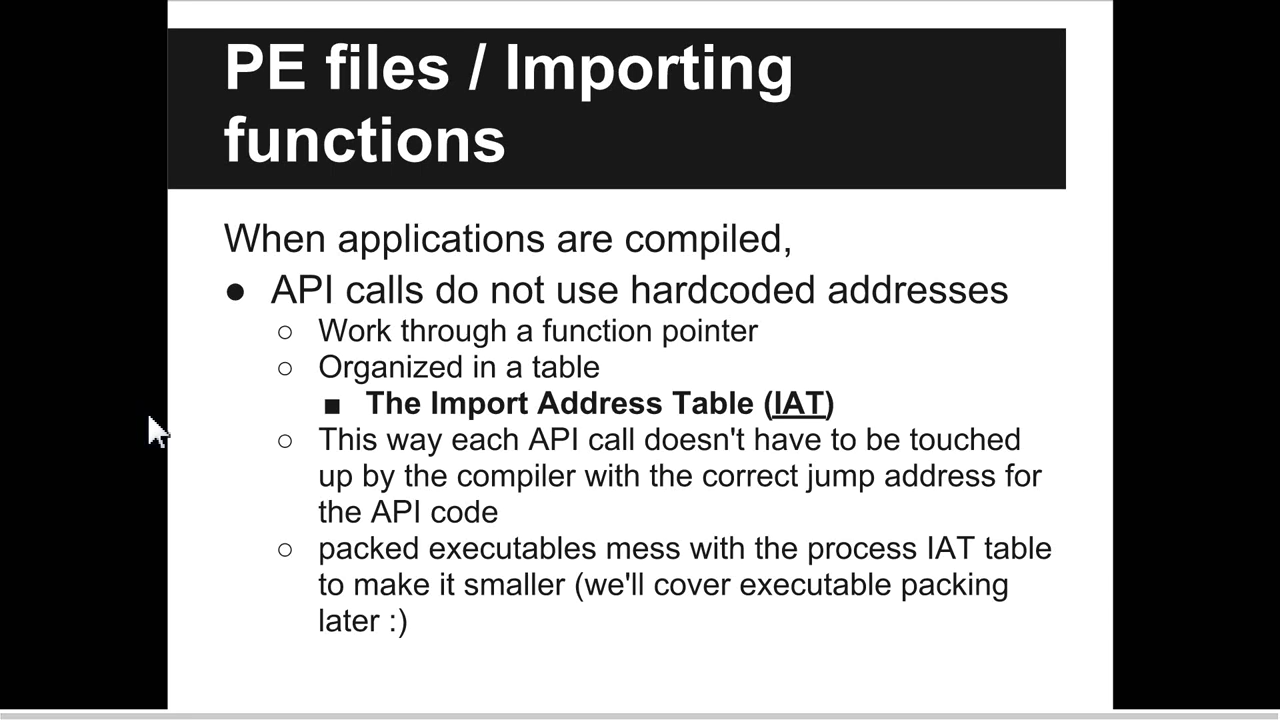 PE files / Importing
functions
When applications are compiled,
● API calls do not use hardcoded addresses
○ Work through a function pointer
○ Organized in a table
■ The Import Address Table (IAT)
○ This way each API call doesn't have to be touched
up by the compiler with the correct jump address for
the API code
○ packed executables mess with the process IAT table
to make it smaller (we'll cover executable packing
later :)